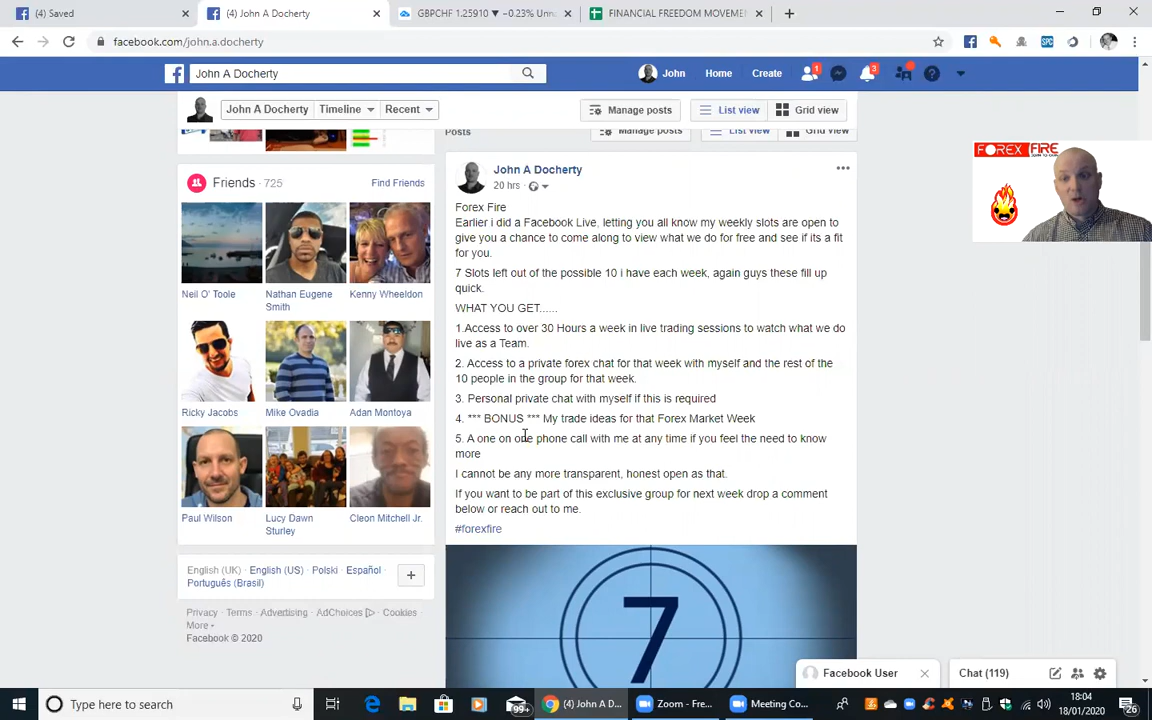 (4) Saved
(4) John A Docherty
GBPCHF 1.25910 ▼ −0.23% Unn
FINANCIAL FREEDOM MOVEMEN
facebook.com/john.a.docherty
John A Docherty
John
Home
Create
1
3
John A Docherty
Timeline
Recent
Manage posts
List view
Grid view
Posts
Manage posts
List view
Grid view
Friends · 725
Find Friends
Neil O' Toole
Nathan Eugene
Smith
Kenny Wheeldon
Ricky Jacobs
Mike Ovadia
Adan Montoya
Paul Wilson
Lucy Dawn
Sturley
Cleon Mitchell Jr.
English (UK) · English (US) · Polski · Español ·
Português (Brasil)
Privacy · Terms · Advertising · AdChoices · Cookies ·
More
Facebook © 2020
John A Docherty
20 hrs ·
Forex Fire
Earlier i did a Facebook Live, letting you all know my weekly slots are open to
give you a chance to come along to view what we do for free and see if its a fit
for you.
7 Slots left out of the possible 10 i have each week, again guys these fill up
quick.
WHAT YOU GET......
1.Access to over 30 Hours a week in live trading sessions to watch what we do
live as a Team.
2. Access to a private forex chat for that week with myself and the rest of the
10 people in the group for that week.
3. Personal private chat with myself if this is required
4. *** BONUS *** My trade ideas for that Forex Market Week
5. A one on one phone call with me at any time if you feel the need to know
more
I cannot be any more transparent, honest open as that.
If you want to be part of this exclusive group for next week drop a comment
below or reach out to me.
#forexfire
7
FOREX FIRE
Facebook User
Chat (119)
Type here to search
99+
(4) John A D...
Zoom - Fre...
Meeting Co...
18:04
18/01/2020
26